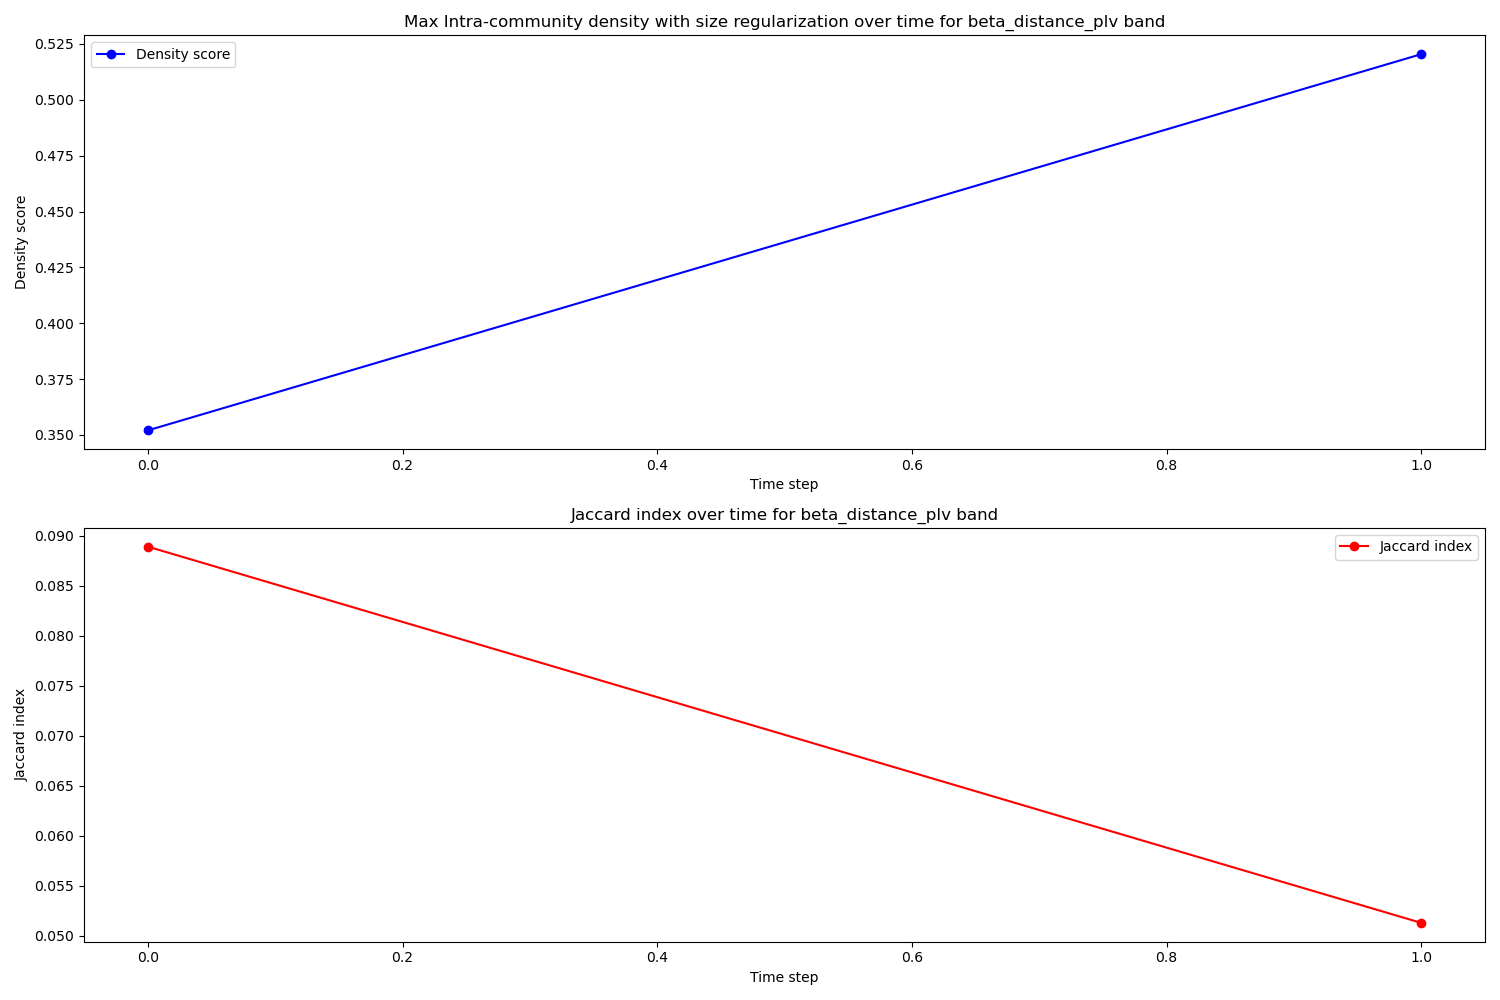 Max Intra-community density with size regularization over time for beta_distance_plv band
0.525
0.500
0.475
0.450
0.425
0.400
0.375
0.350
Density score
Density score
0.0 0.2 0.4 0.6 0.8 1.0
Time step
Jaccard index over time for beta_distance_plv band
0.090
0.085
0.080
0.075
0.070
0.065
0.060
0.055
0.050
Jaccard index
Jaccard index
0.0 0.2 0.4 0.6 0.8 1.0
Time step